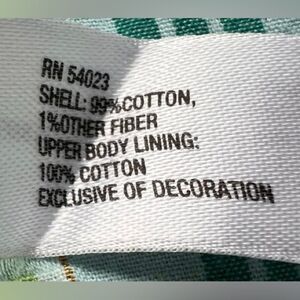 RN 54023
SHELL: 99%COTTON,
1%OTHER FIBER
UPPER BODY LINING:
100% COTTON
EXCLUSIVE OF DECORATION